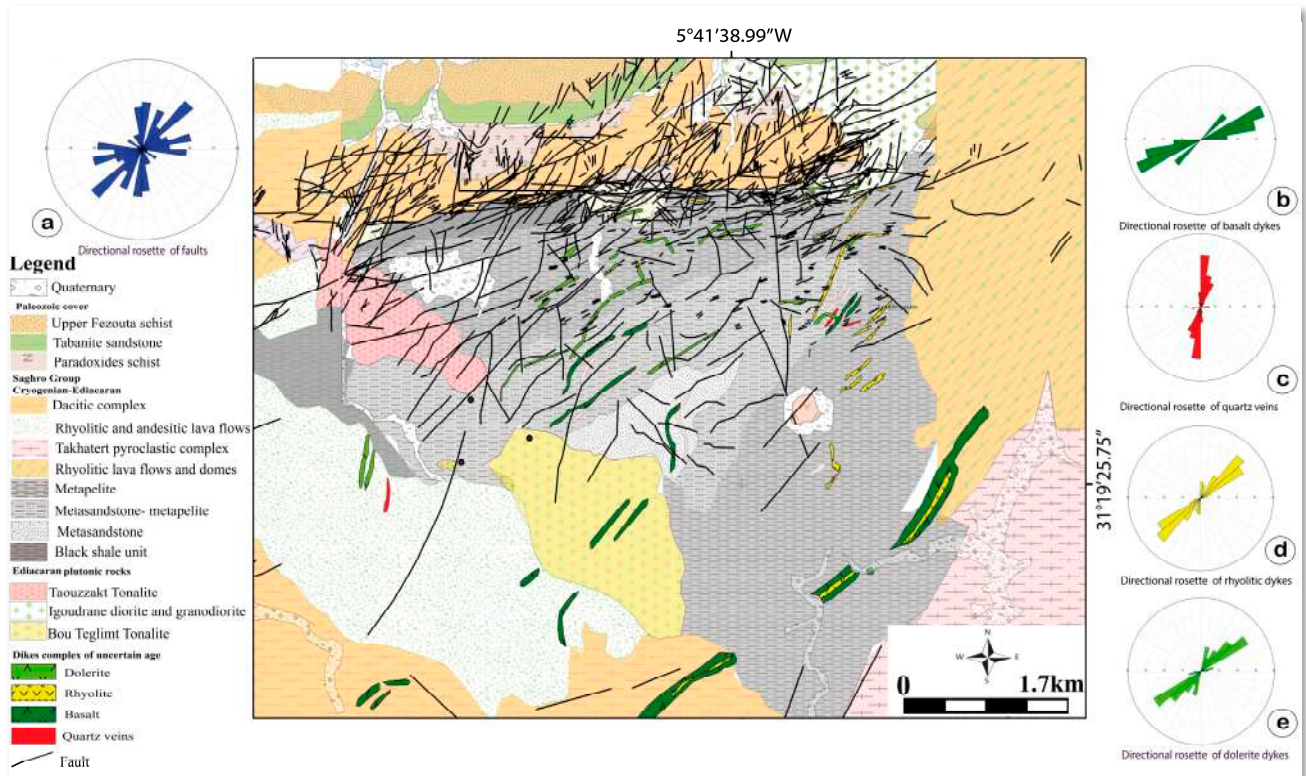 5°41'38.99"W
a
Directional rosette of faults
Legend
Quaternary
Paleozoic cover
Upper Fezouta schist
Tabanite sandstone
Paradoxides schist
Saghro Group
Cryogenian-Ediacaran
Dacitic complex
Rhyolitic and andesitic lava flows
Takhatert pyroclastic complex
Rhyolitic lava flows and domes
Metapelite
Metasandstone- metapelite
Metasandstone
Black shale unit
Ediacaran plutonic rocks
Taouzzakt Tonalite
Igoudrane diorite and granodiorite
Bou Teglimt Tonalite
Dikes complex of uncertain age
Dolerite
Rhyolite
Basalt
Quartz veins
Fault
N
W E
S
0 1.7km
31°19'25.75"
b
Directional rosette of basalt dykes
c
Directional rosette of quartz veins
d
Directional rosette of rhyolitic dykes
e
Directional rosette of dolerite dykes